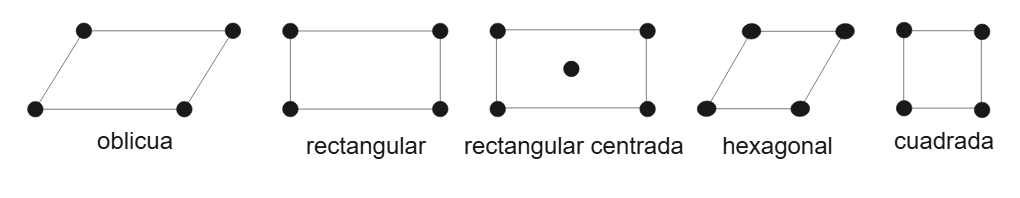 oblicua
rectangular
rectangular centrada
hexagonal
cuadrada